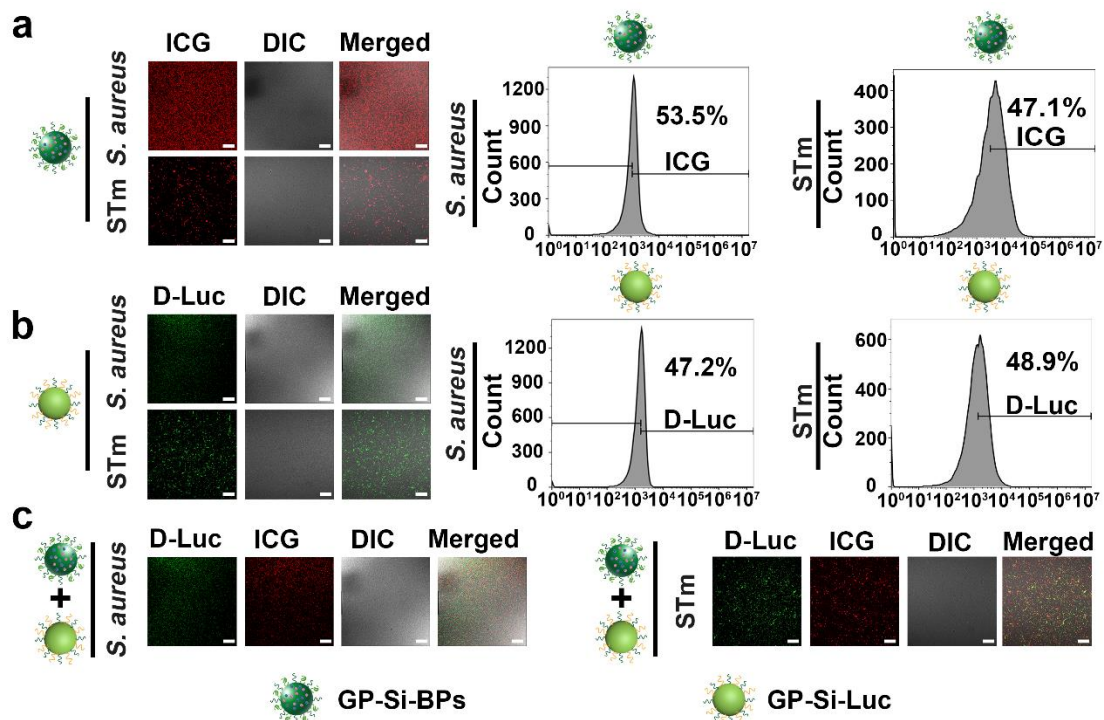 a
ICG DIC Merged
S. aureus
STm
S. aureus
Count
1200
900
600
300
0
53.5%
ICG
10⁰10¹10²10³10⁴10⁵10⁶10⁷
STm
Count
400
300
200
100
0
47.1%
ICG
10⁰10¹10²10³10⁴10⁵10⁶10⁷
b
D-Luc DIC Merged
S. aureus
STm
S. aureus
Count
1200
900
600
300
0
47.2%
D-Luc
10⁰10¹10²10³10⁴10⁵10⁶10⁷
STm
Count
600
400
200
0
48.9%
D-Luc
10⁰10¹10²10³10⁴10⁵10⁶10⁷
c
+
S. aureus
D-Luc ICG DIC Merged
+
STm
D-Luc ICG DIC Merged
GP-Si-BPs GP-Si-Luc